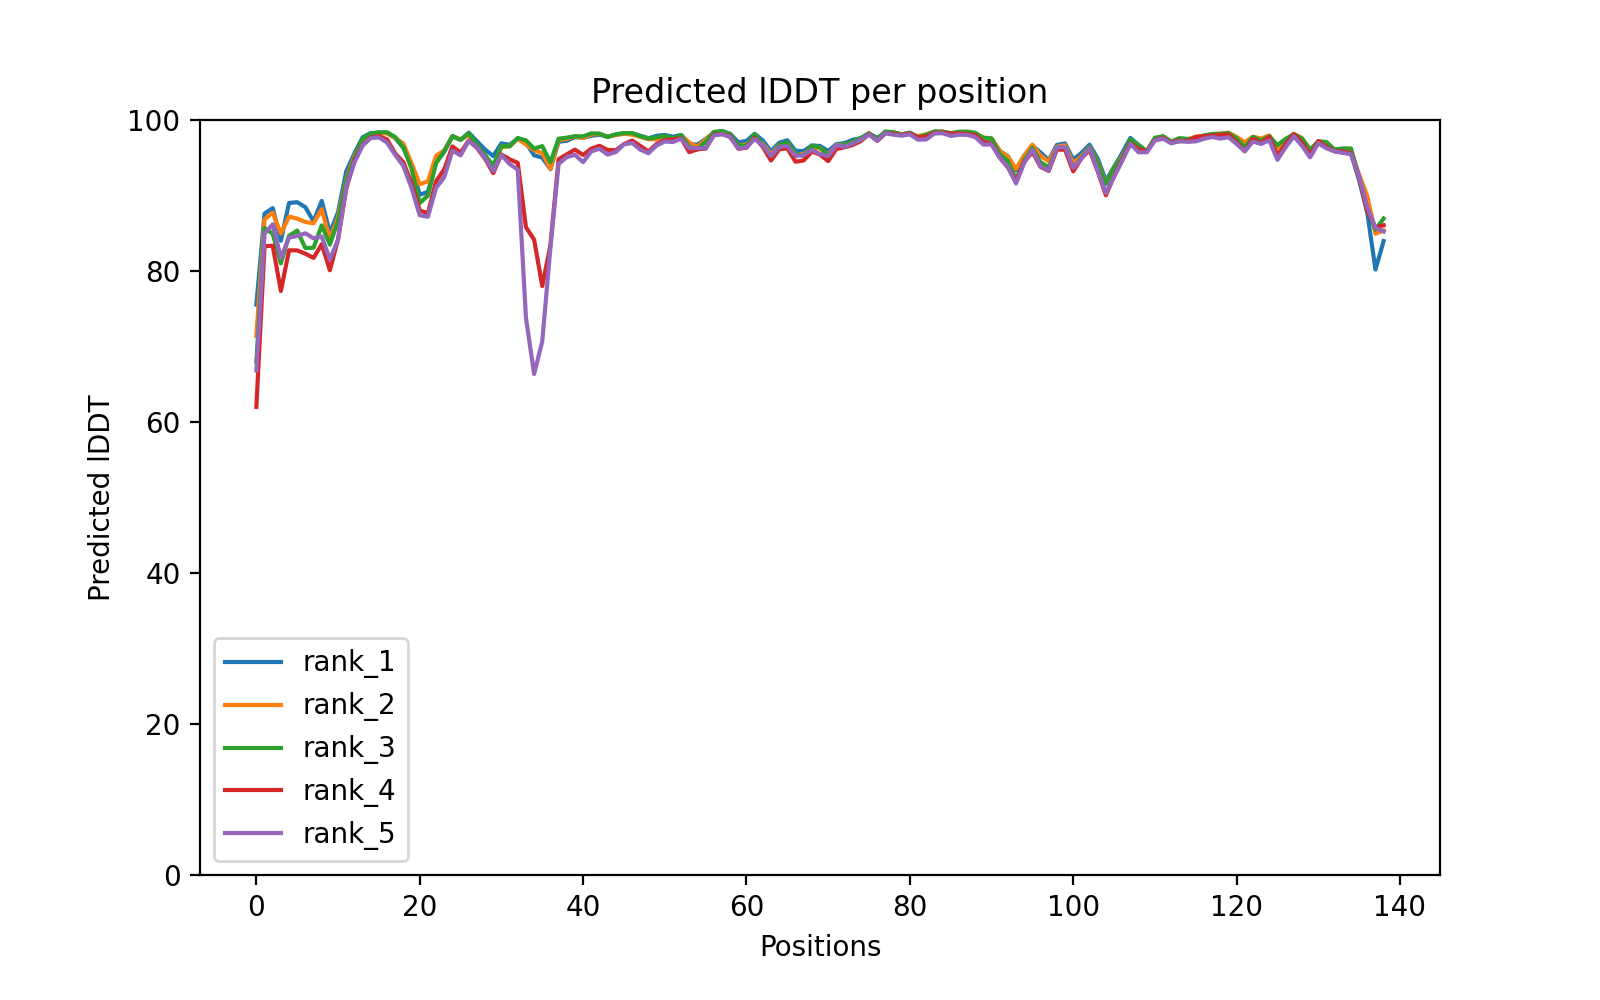 Predicted lDDT per position
100
80
60
40
20
0
Predicted lDDT
rank_1
rank_2
rank_3
rank_4
rank_5
0 20 40 60 80 100 120 140
Positions